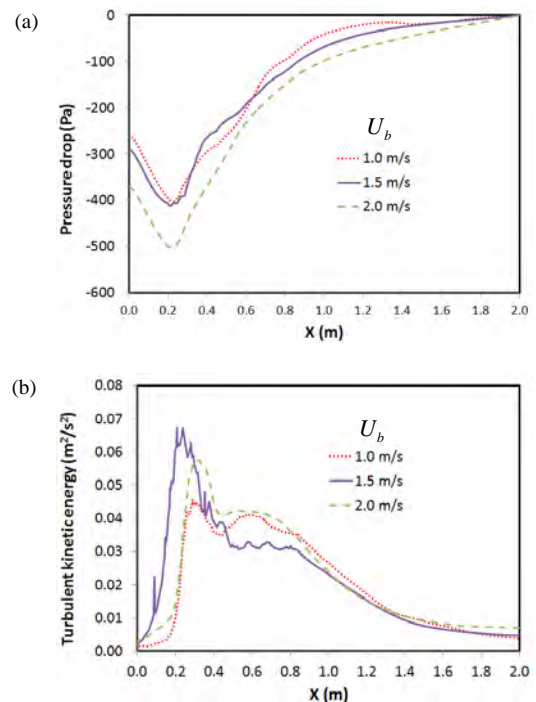 (a)
0
-100
-200
-300
-400
-500
-600
Pressure drop (Pa)
U_b
1.0 m/s
1.5 m/s
2.0 m/s
0.0 0.2 0.4 0.6 0.8 1.0 1.2 1.4 1.6 1.8 2.0
X (m)
(b)
0.08
0.07
0.06
0.05
0.04
0.03
0.02
0.01
0.00
Turbulent kinetic energy (m²/s²)
U_b
1.0 m/s
1.5 m/s
2.0 m/s
0.0 0.2 0.4 0.6 0.8 1.0 1.2 1.4 1.6 1.8 2.0
X (m)